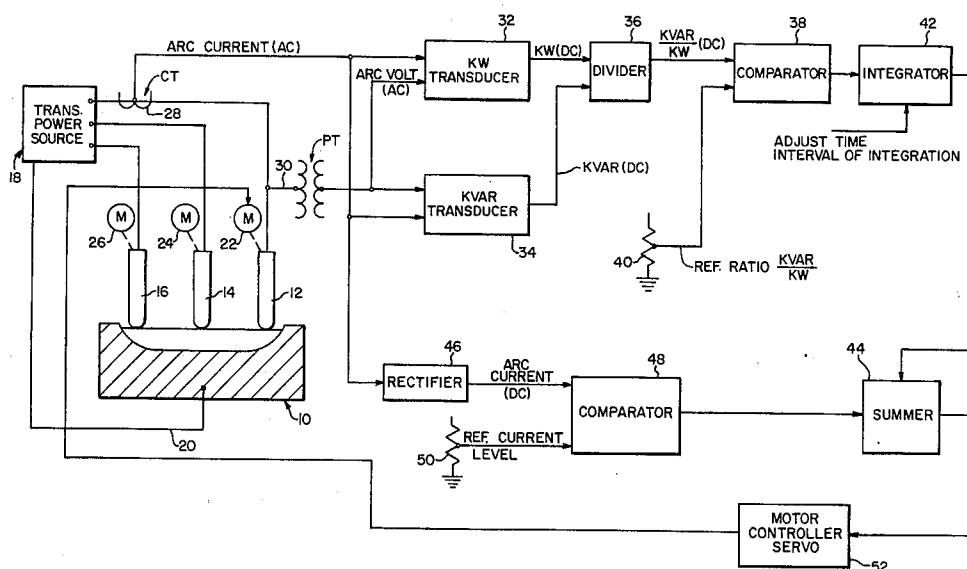 32
36
38
42
ARC CURRENT (AC)
CT
KW
TRANSDUCER
KW(DC)
DIVIDER
KVAR
KW
(DC)
COMPARATOR
INTEGRATOR
ARC VOLT
(AC)
TRANS.
POWER
SOURCE
28
18
PT
30
KVAR
TRANSDUCER
34
KVAR (DC)
ADJUST TIME
INTERVAL OF INTEGRATION
M
M
M
26
24
22
40
REF. RATIO
KVAR
KW
16
14
12
10
20
46
RECTIFIER
ARC
CURRENT
(DC)
48
COMPARATOR
44
SUMMER
50
REF. CURRENT
LEVEL
MOTOR
CONTROLLER
SERVO
52